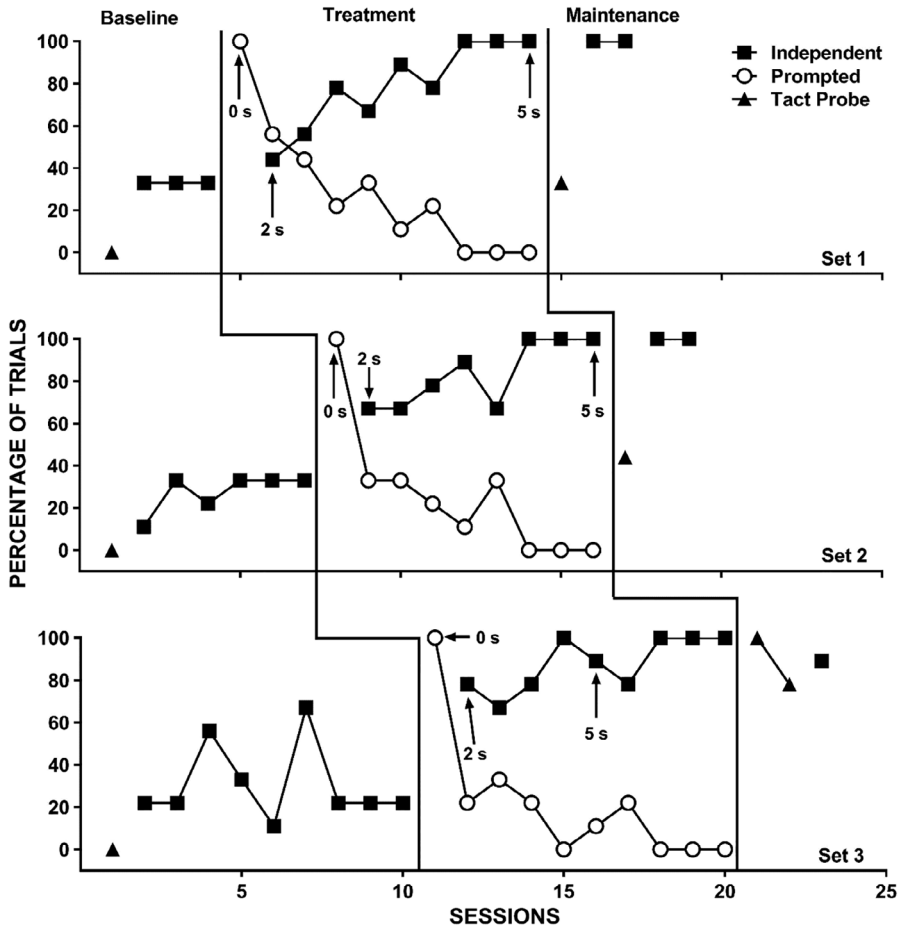 Baseline Treatment Maintenance
100
80
60
40
20
0
0 s
2 s
5 s
Independent
Prompted
Tact Probe
Set 1
PERCENTAGE OF TRIALS
100
80
60
40
20
0
0 s
2 s
5 s
Set 2
100
80
60
40
20
0
0 s
2 s
5 s
Set 3
5 10 15 20 25
SESSIONS